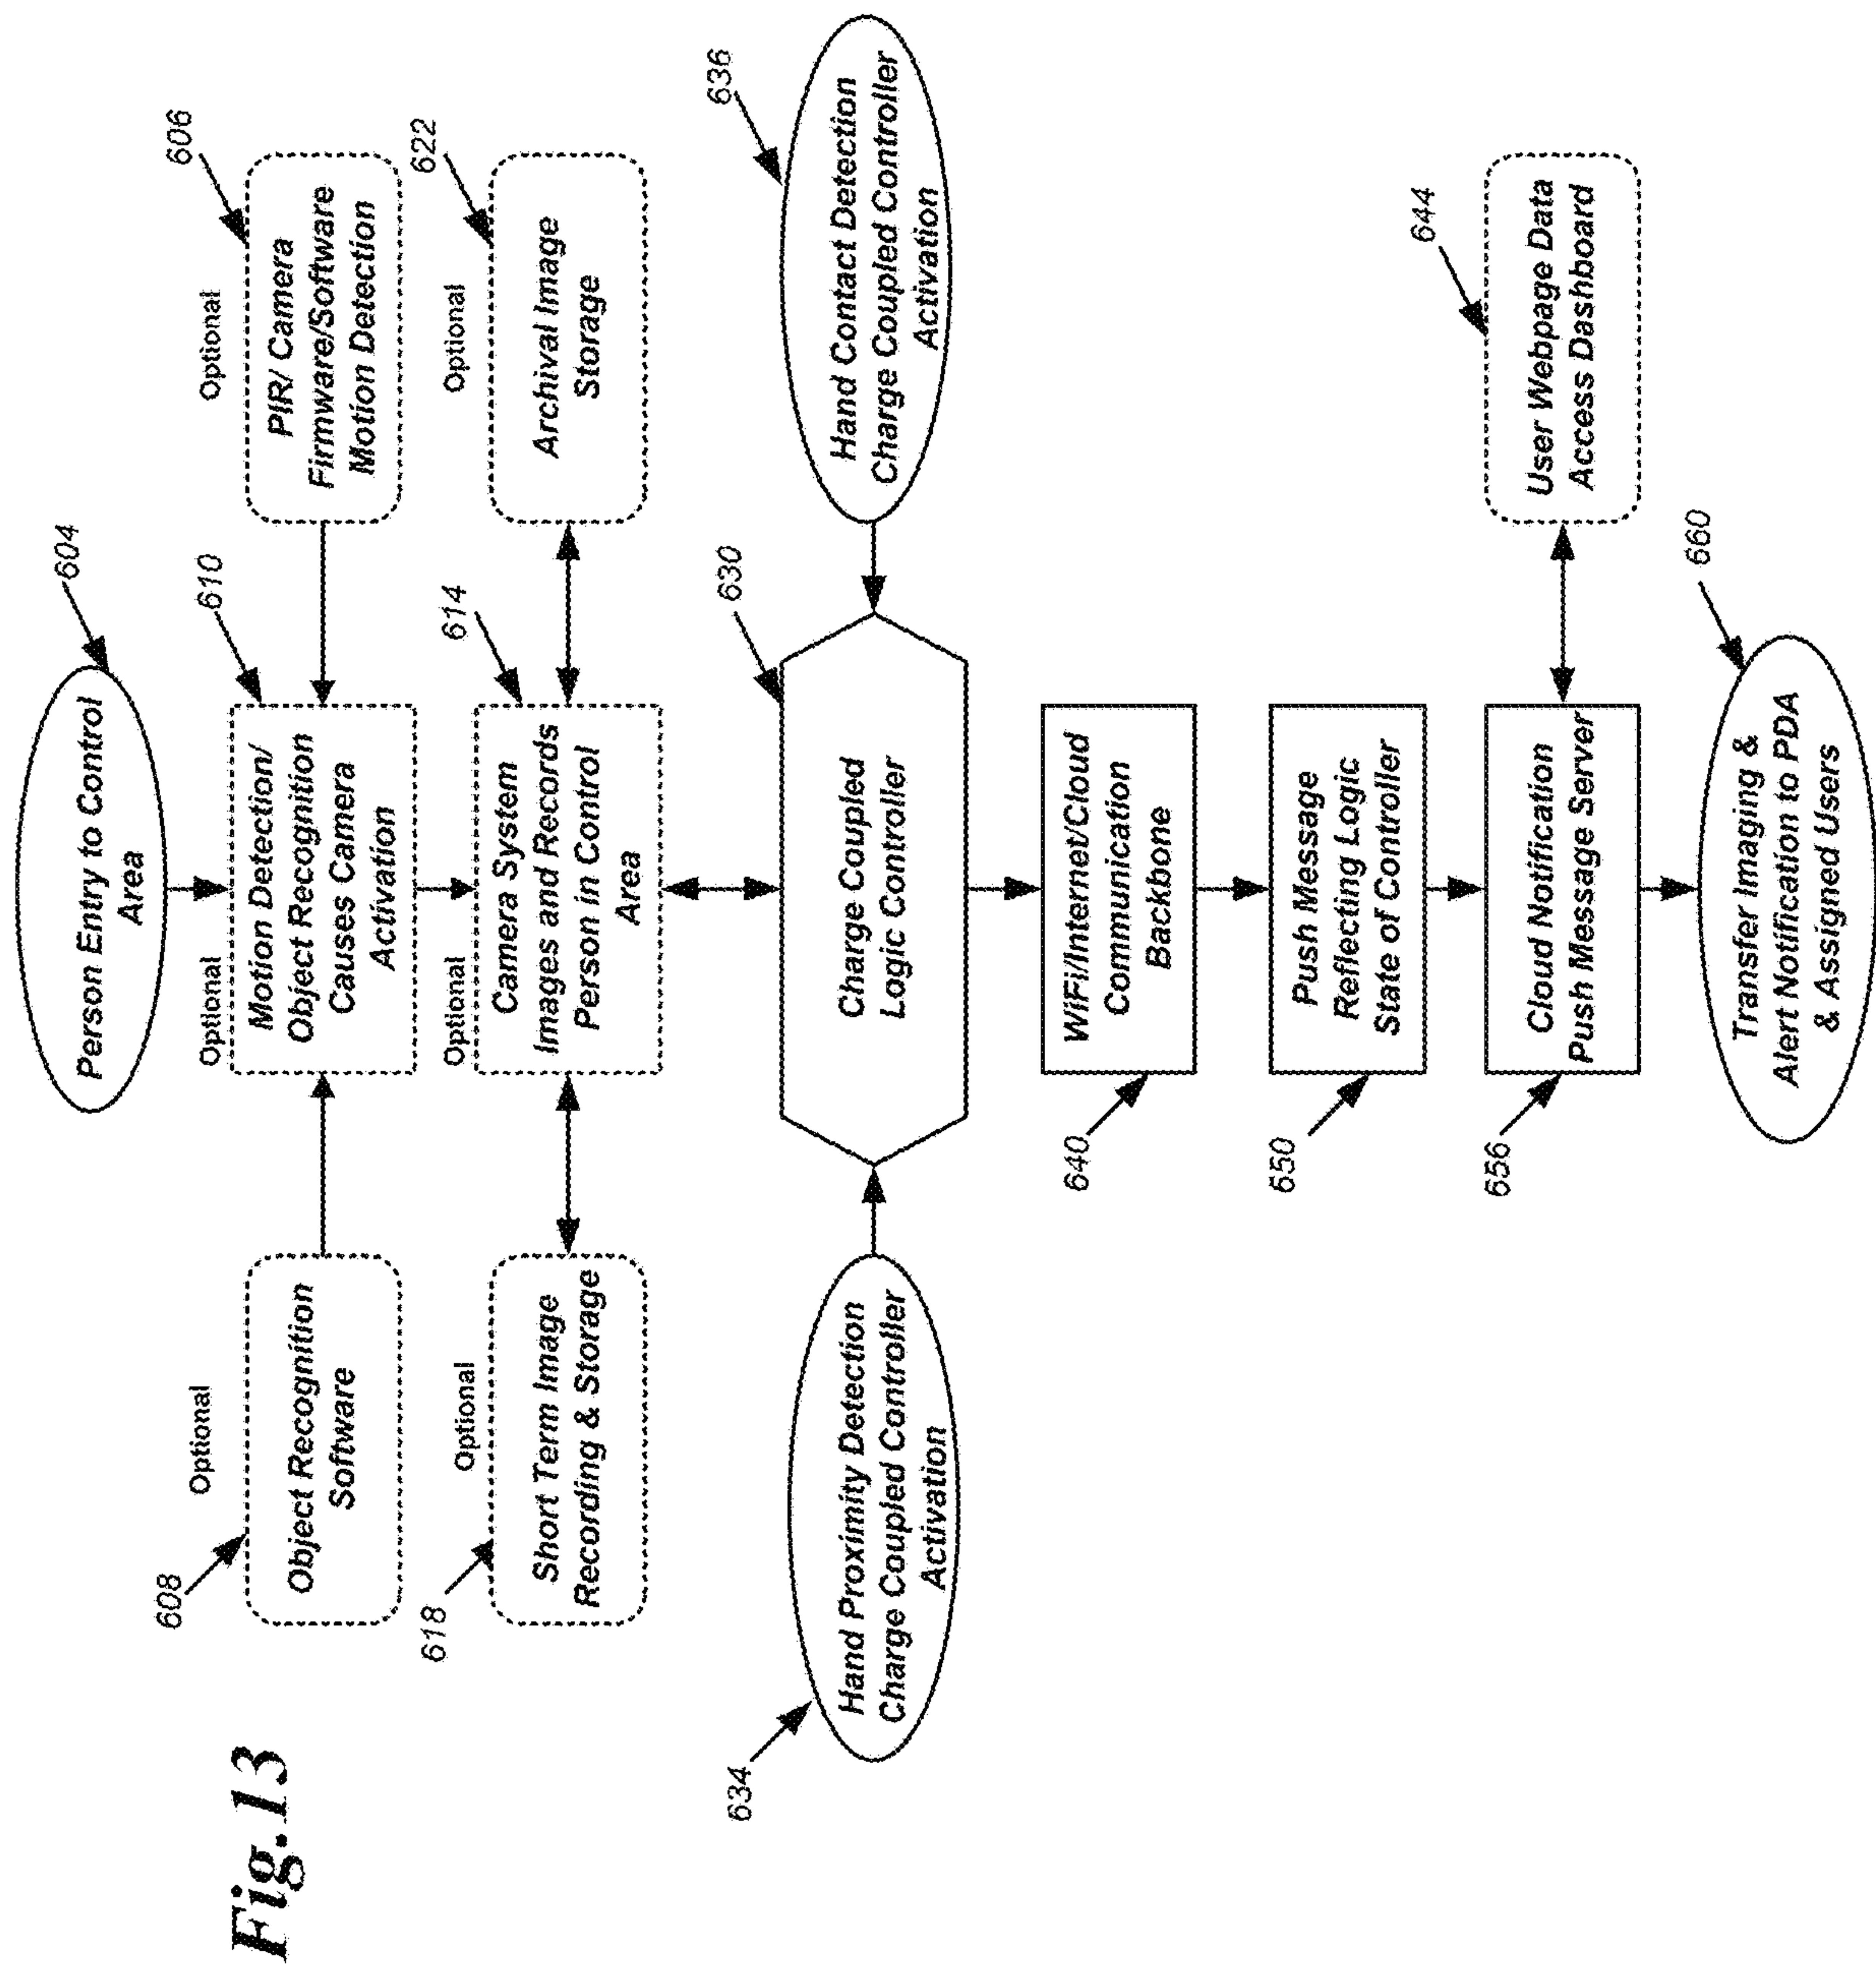 Fig.13
604
Person Entry to Control
Area
608
Optional
Object Recognition
Software
Optional
610
Motion Detection/
Object Recognition
Causes Camera
Activation
606
Optional
PIR/ Camera
Firmware/Software
Motion Detection
618
Optional
Short Term Image
Recording & Storage
Optional
614
Camera System
Images and Records
Person in Control
Area
622
Optional
Archival Image
Storage
634
Hand Proximity Detection
Charge Coupled Controller
Activation
630
Charge Coupled
Logic Controller
636
Hand Contact Detection
Charge Coupled Controller
Activation
640
WiFi/Internet/Cloud
Communication
Backbone
650
Push Message
Reflecting Logic
State of Controller
656
Cloud Notification
Push Message Server
644
User Webpage Data
Access Dashboard
660
Transfer Imaging &
Alert Notification to PDA
& Assigned Users